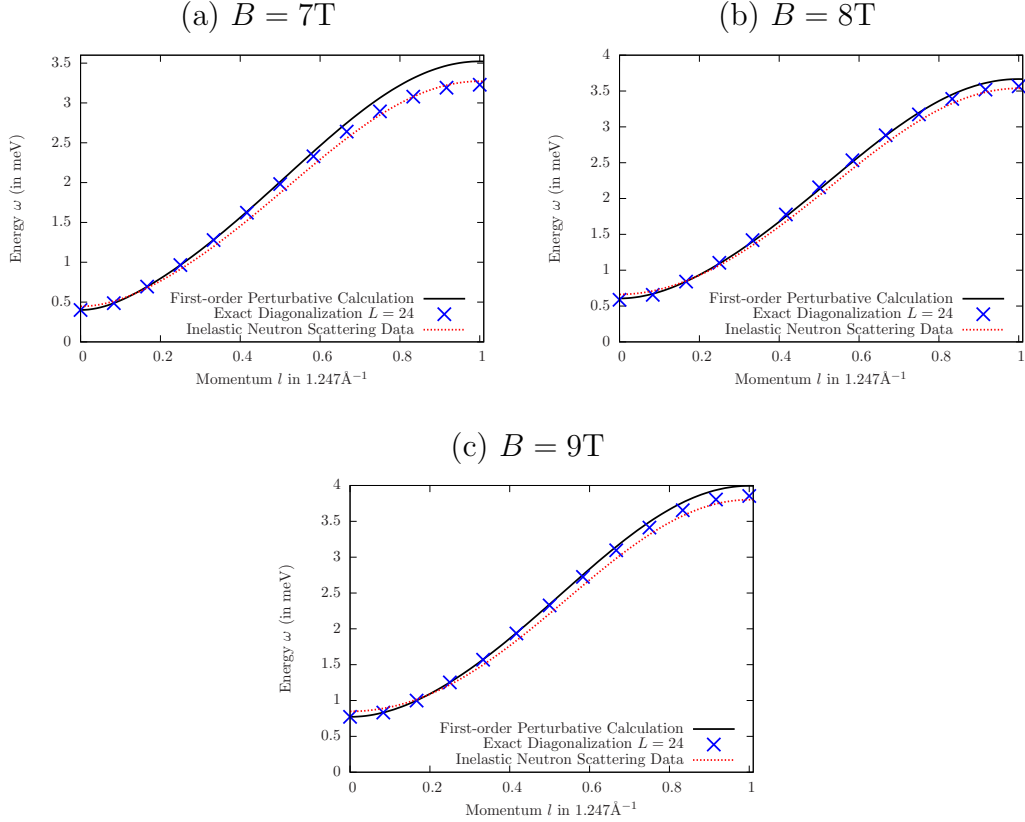 (a) B = 7T
3.5
3
2.5
2
1.5
1
0.5
0
0
0.2
0.4
0.6
0.8
1
Energy ω (in meV)
Momentum l in 1.247Å⁻¹
First-order Perturbative Calculation
Exact Diagonalization L = 24
Inelastic Neutron Scattering Data
(b) B = 8T
4
3.5
3
2.5
2
1.5
1
0.5
0
0
0.2
0.4
0.6
0.8
1
Energy ω (in meV)
Momentum l in 1.247Å⁻¹
First-order Perturbative Calculation
Exact Diagonalization L = 24
Inelastic Neutron Scattering Data
(c) B = 9T
4
3.5
3
2.5
2
1.5
1
0.5
0
0
0.2
0.4
0.6
0.8
1
Energy ω (in meV)
Momentum l in 1.247Å⁻¹
First-order Perturbative Calculation
Exact Diagonalization L = 24
Inelastic Neutron Scattering Data